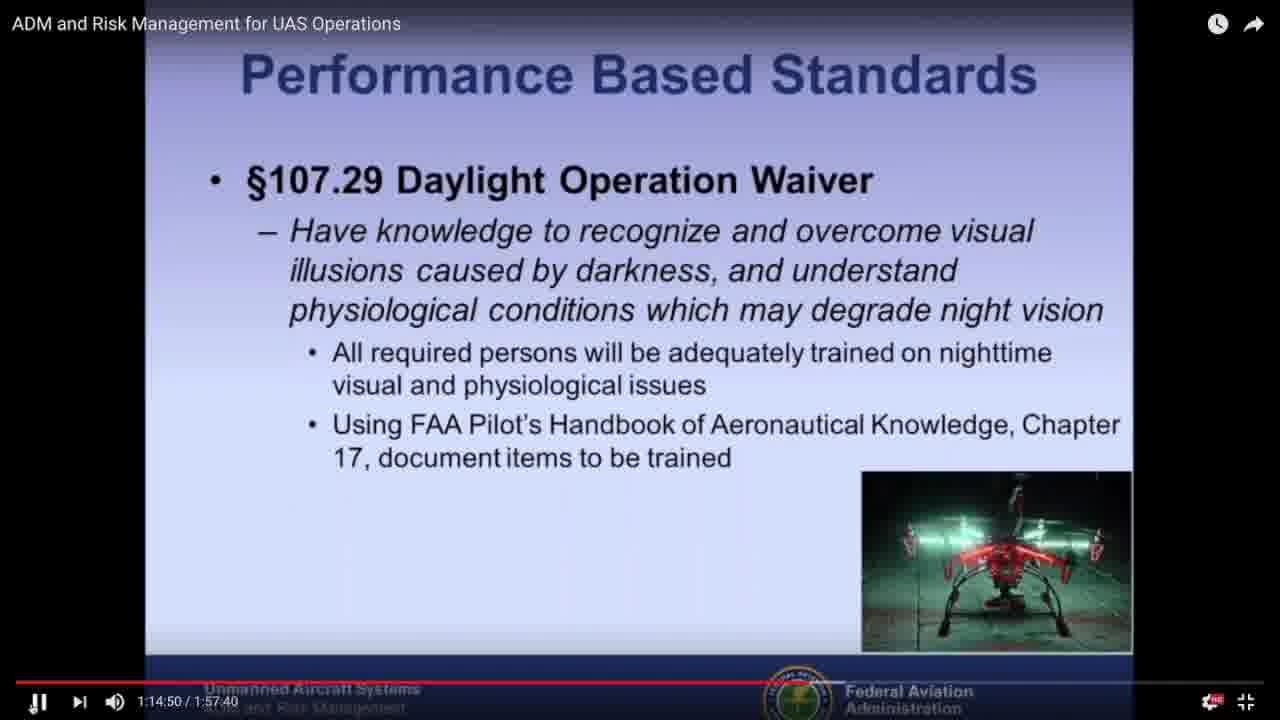 ADM and Risk Management for UAS Operations
Performance Based Standards
• §107.29 Daylight Operation Waiver
– Have knowledge to recognize and overcome visual
illusions caused by darkness, and understand
physiological conditions which may degrade night vision
• All required persons will be adequately trained on nighttime
visual and physiological issues
• Using FAA Pilot's Handbook of Aeronautical Knowledge, Chapter
17, document items to be trained
Unmanned Aircraft Systems
ADM and Risk Management
Federal Aviation
Administration
1:14:50 / 1:57:40
HD